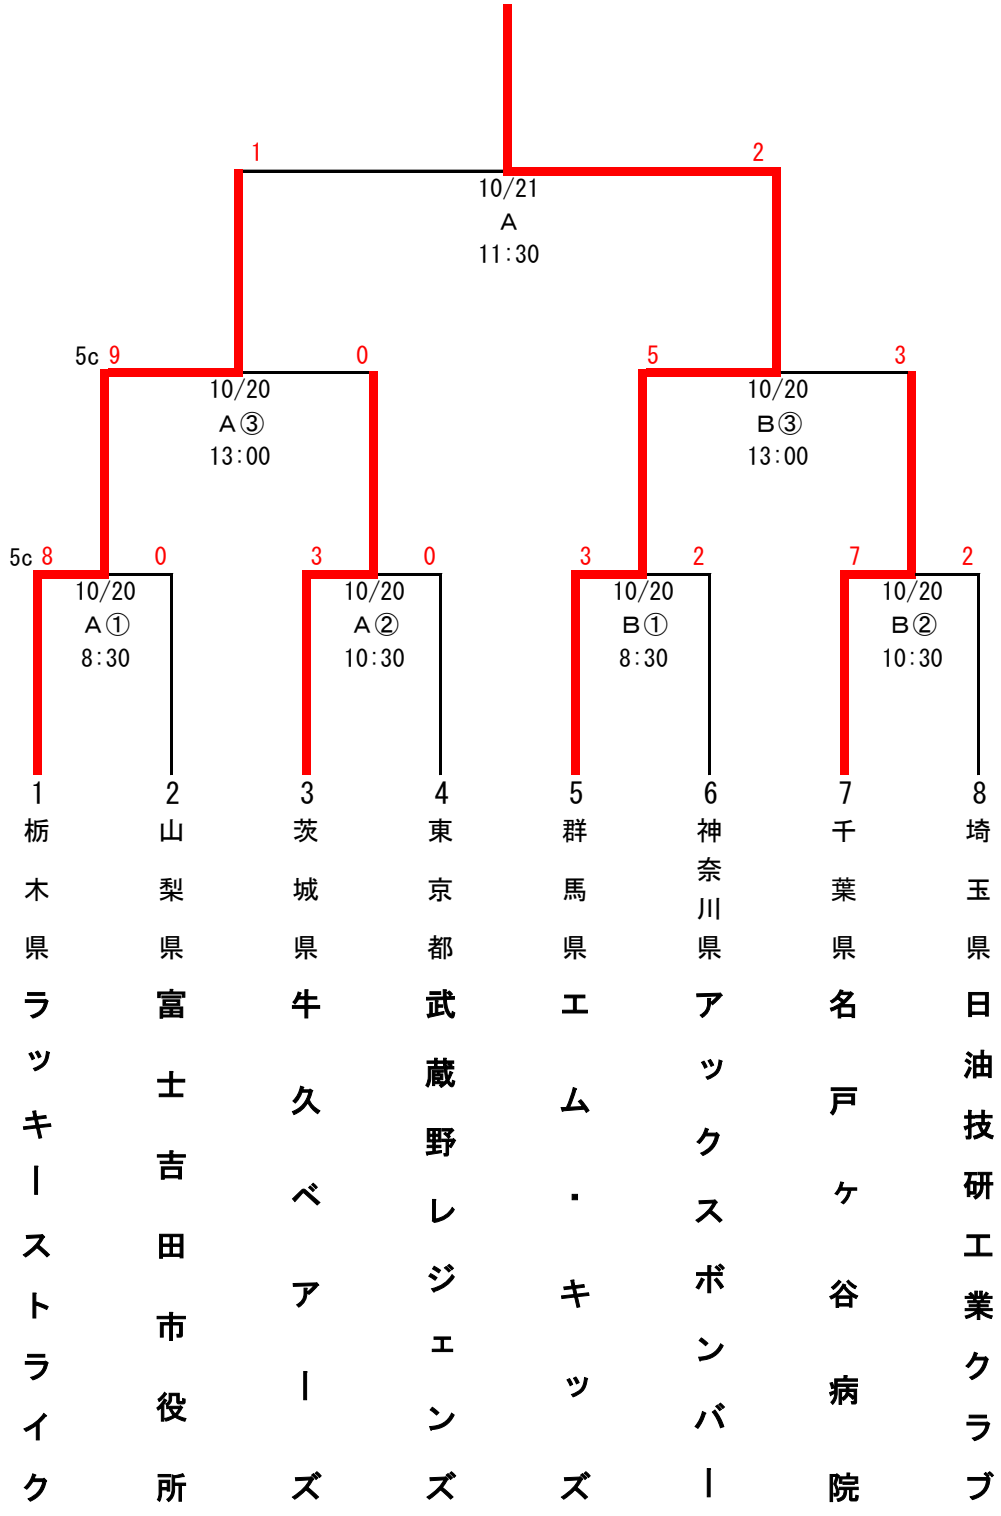 1 2
10/21
A
11:30
5c 9 0 5 3
10/20 10/20
A③ B③
13:00 13:00
5c 8 0 3 0 3 2 7 2
10/20 10/20 10/20 10/20
A① A② B① B②
8:30 10:30 8:30 10:30
1
栃木県
ラッキーストライク
2
山梨県
富士吉田市役所
3
茨城県
牛久ベアーズ
4
東京都
武蔵野レジェンズ
5
群馬県
エム・キッズ
6
神奈川県
アックスボンバー
7
千葉県
名戸ヶ谷病院
8
埼玉県
日油技研工業クラブ